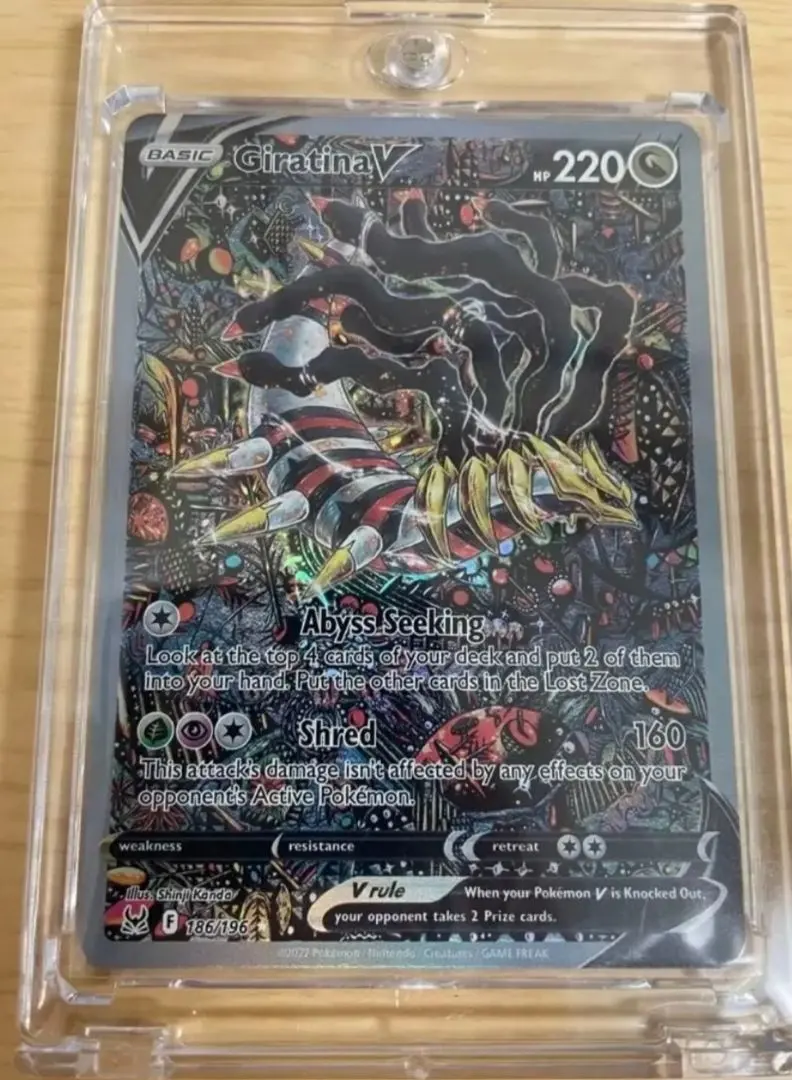 BASIC Giratina V HP 220
Abyss Seeking
Look at the top 4 cards of your deck and put 2 of them
into your hand. Put the other cards in the Lost Zone.
Shred 160
This attack's damage isn't affected by any effects on your
opponent's Active Pokémon.
weakness resistance retreat
Illus. Shinji Kanda
V rule When your Pokémon V is Knocked Out,
your opponent takes 2 Prize cards.
F 186/196
©2022 Pokémon / Nintendo / Creatures / GAME FREAK